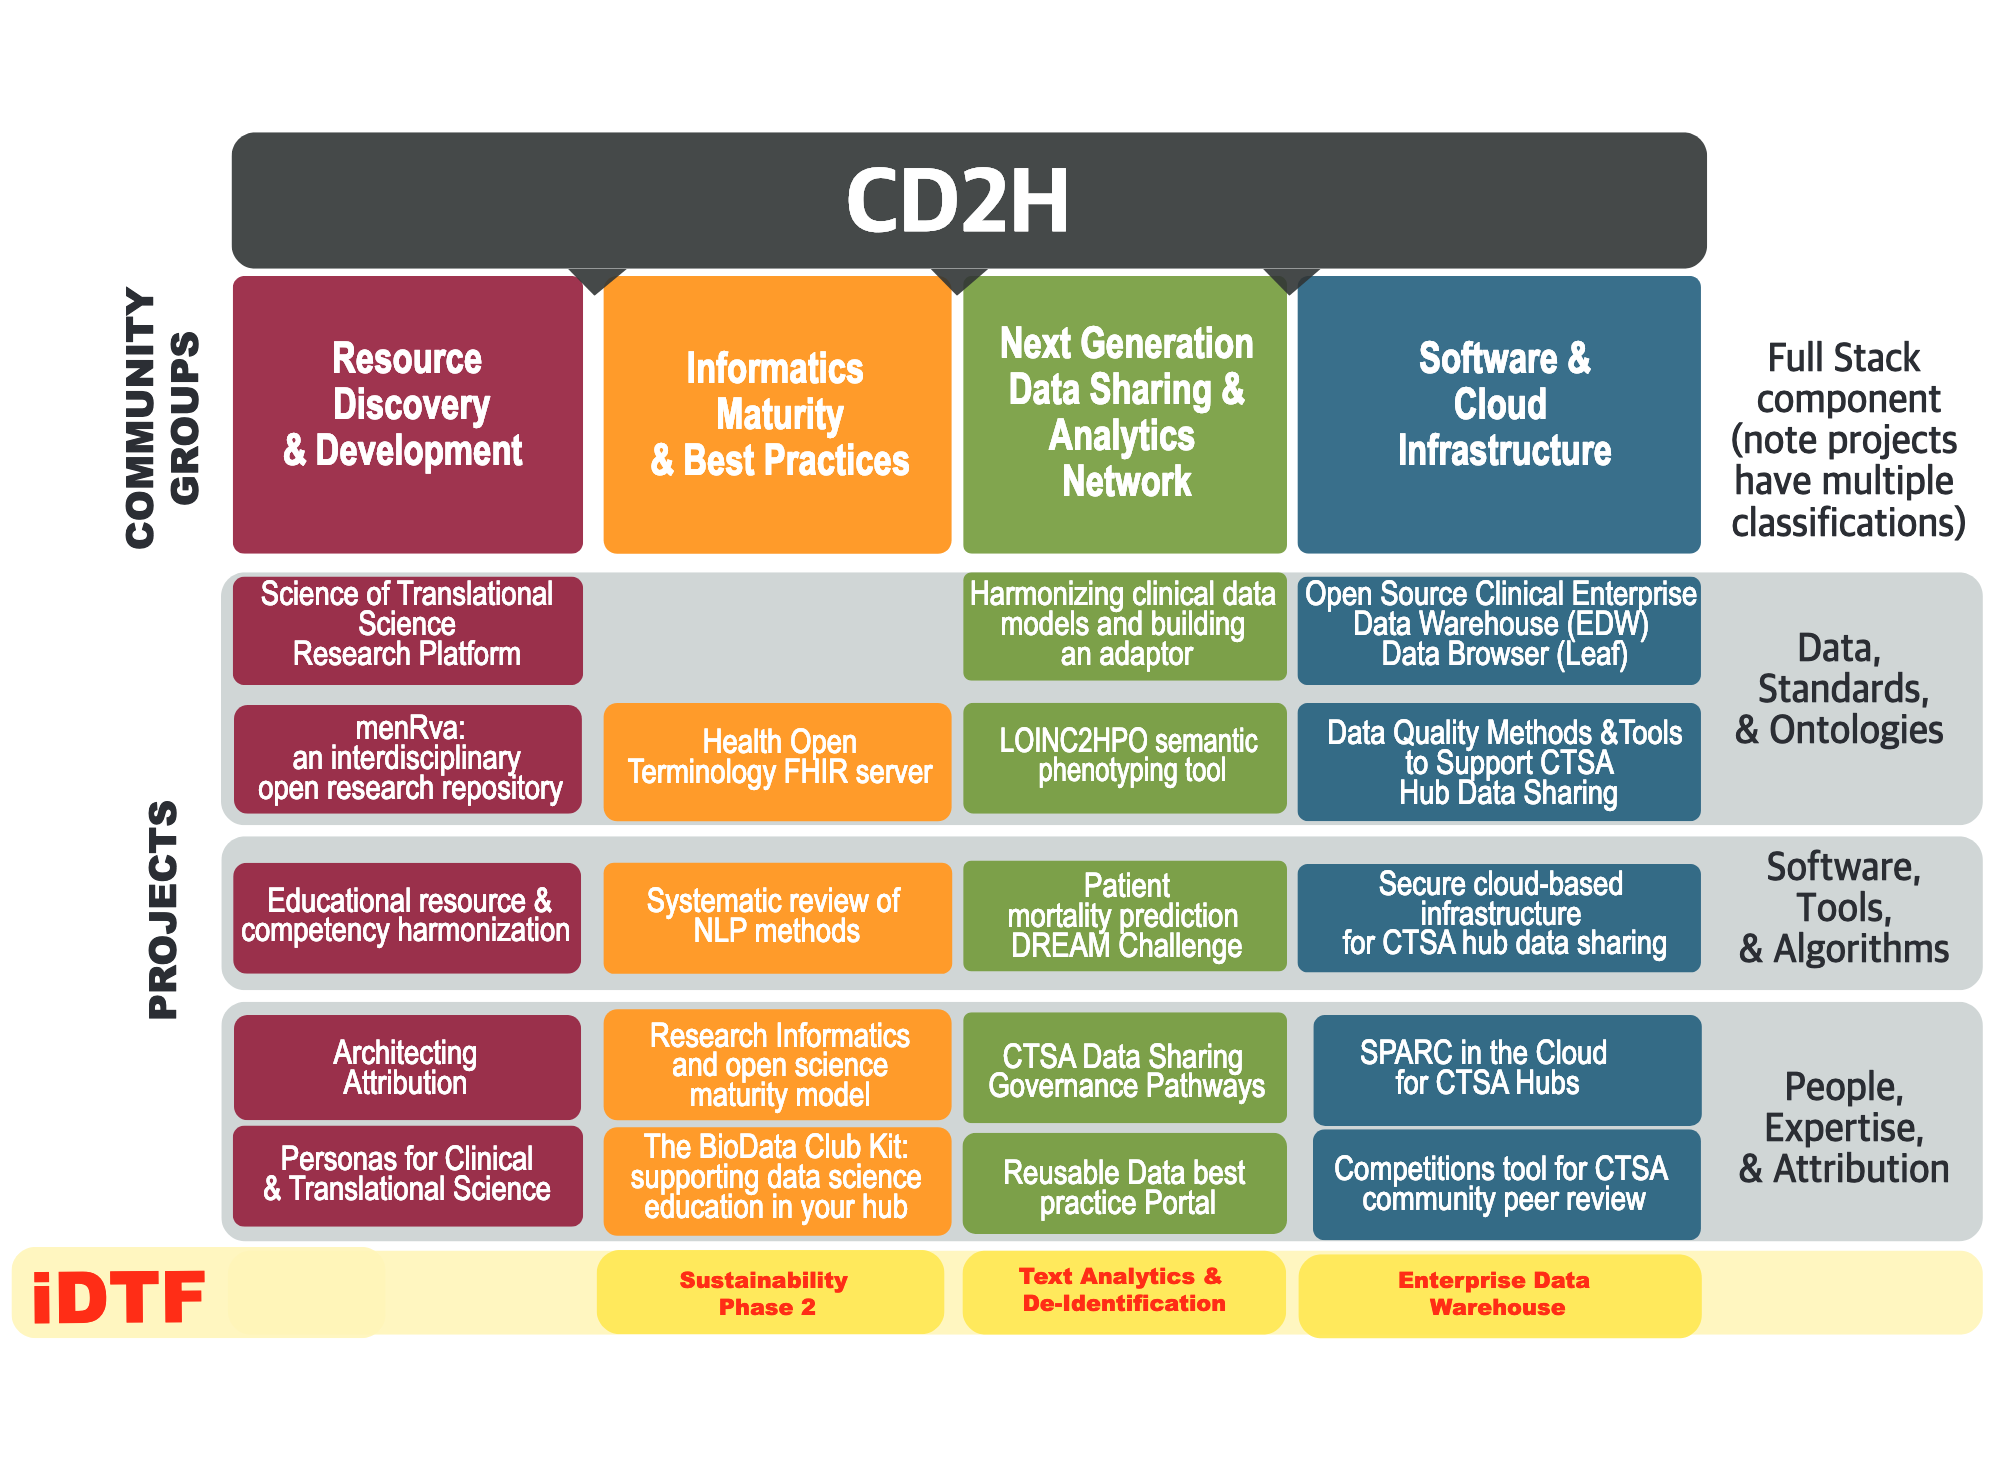 CD2H
COMMUNITY
GROUPS
Resource
Discovery
& Development
Informatics
Maturity
& Best Practices
Next Generation
Data Sharing &
Analytics
Network
Software &
Cloud
Infrastructure
Full Stack
component
(note projects
have multiple
classifications)
PROJECTS
Science of Translational
Science
Research Platform
Harmonizing clinical data
models and building
an adaptor
Open Source Clinical Enterprise
Data Warehouse (EDW)
Data Browser (Leaf)
Data,
Standards,
& Ontologies
menRva:
an interdisciplinary
open research repository
Health Open
Terminology FHIR server
LOINC2HPO semantic
phenotyping tool
Data Quality Methods &Tools
to Support CTSA
Hub Data Sharing
Educational resource &
competency harmonization
Systematic review of
NLP methods
Patient
mortality prediction
DREAM Challenge
Secure cloud-based
infrastructure
for CTSA hub data sharing
Software,
Tools,
& Algorithms
Architecting
Attribution
Research Informatics
and open science
maturity model
CTSA Data Sharing
Governance Pathways
SPARC in the Cloud
for CTSA Hubs
People,
Expertise,
& Attribution
Personas for Clinical
& Translational Science
The BioData Club Kit:
supporting data science
education in your hub
Reusable Data best
practice Portal
Competitions tool for CTSA
community peer review
iDTF
Sustainability
Phase 2
Text Analytics &
De-Identification
Enterprise Data
Warehouse